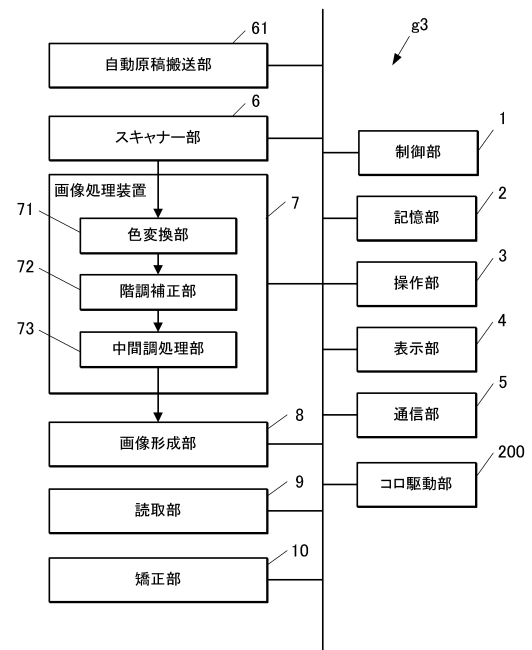 61
g3
自動原稿搬送部
6
スキャナー部
1
制御部
画像処理装置
7
71
色変換部
2
記憶部
72
階調補正部
3
操作部
73
中間調処理部
4
表示部
8
画像形成部
5
通信部
9
読取部
200
コロ駆動部
10
矯正部